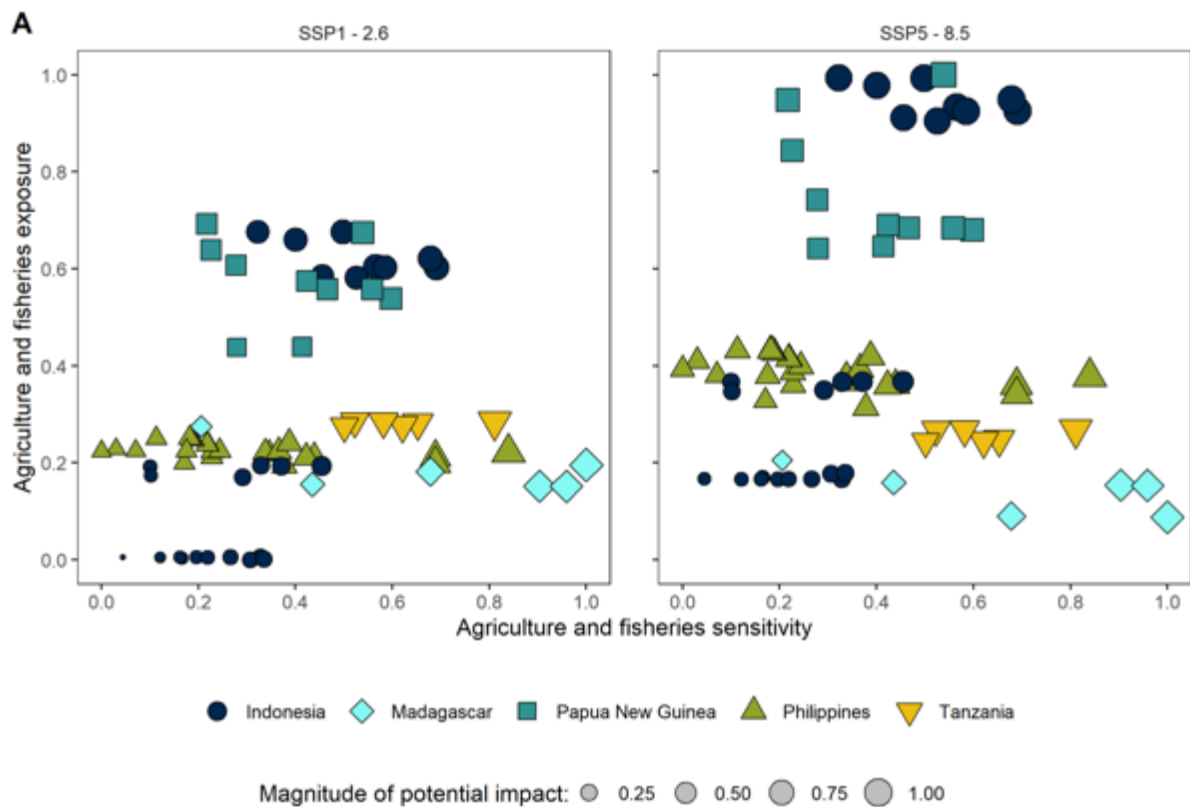 A
SSP1 - 2.6
SSP5 - 8.5
Agriculture and fisheries exposure
1.0
0.8
0.6
0.4
0.2
0.0
0.0 0.2 0.4 0.6 0.8 1.0
0.0 0.2 0.4 0.6 0.8 1.0
Agriculture and fisheries sensitivity
Indonesia Madagascar Papua New Guinea Philippines Tanzania
Magnitude of potential impact: 0.25 0.50 0.75 1.00